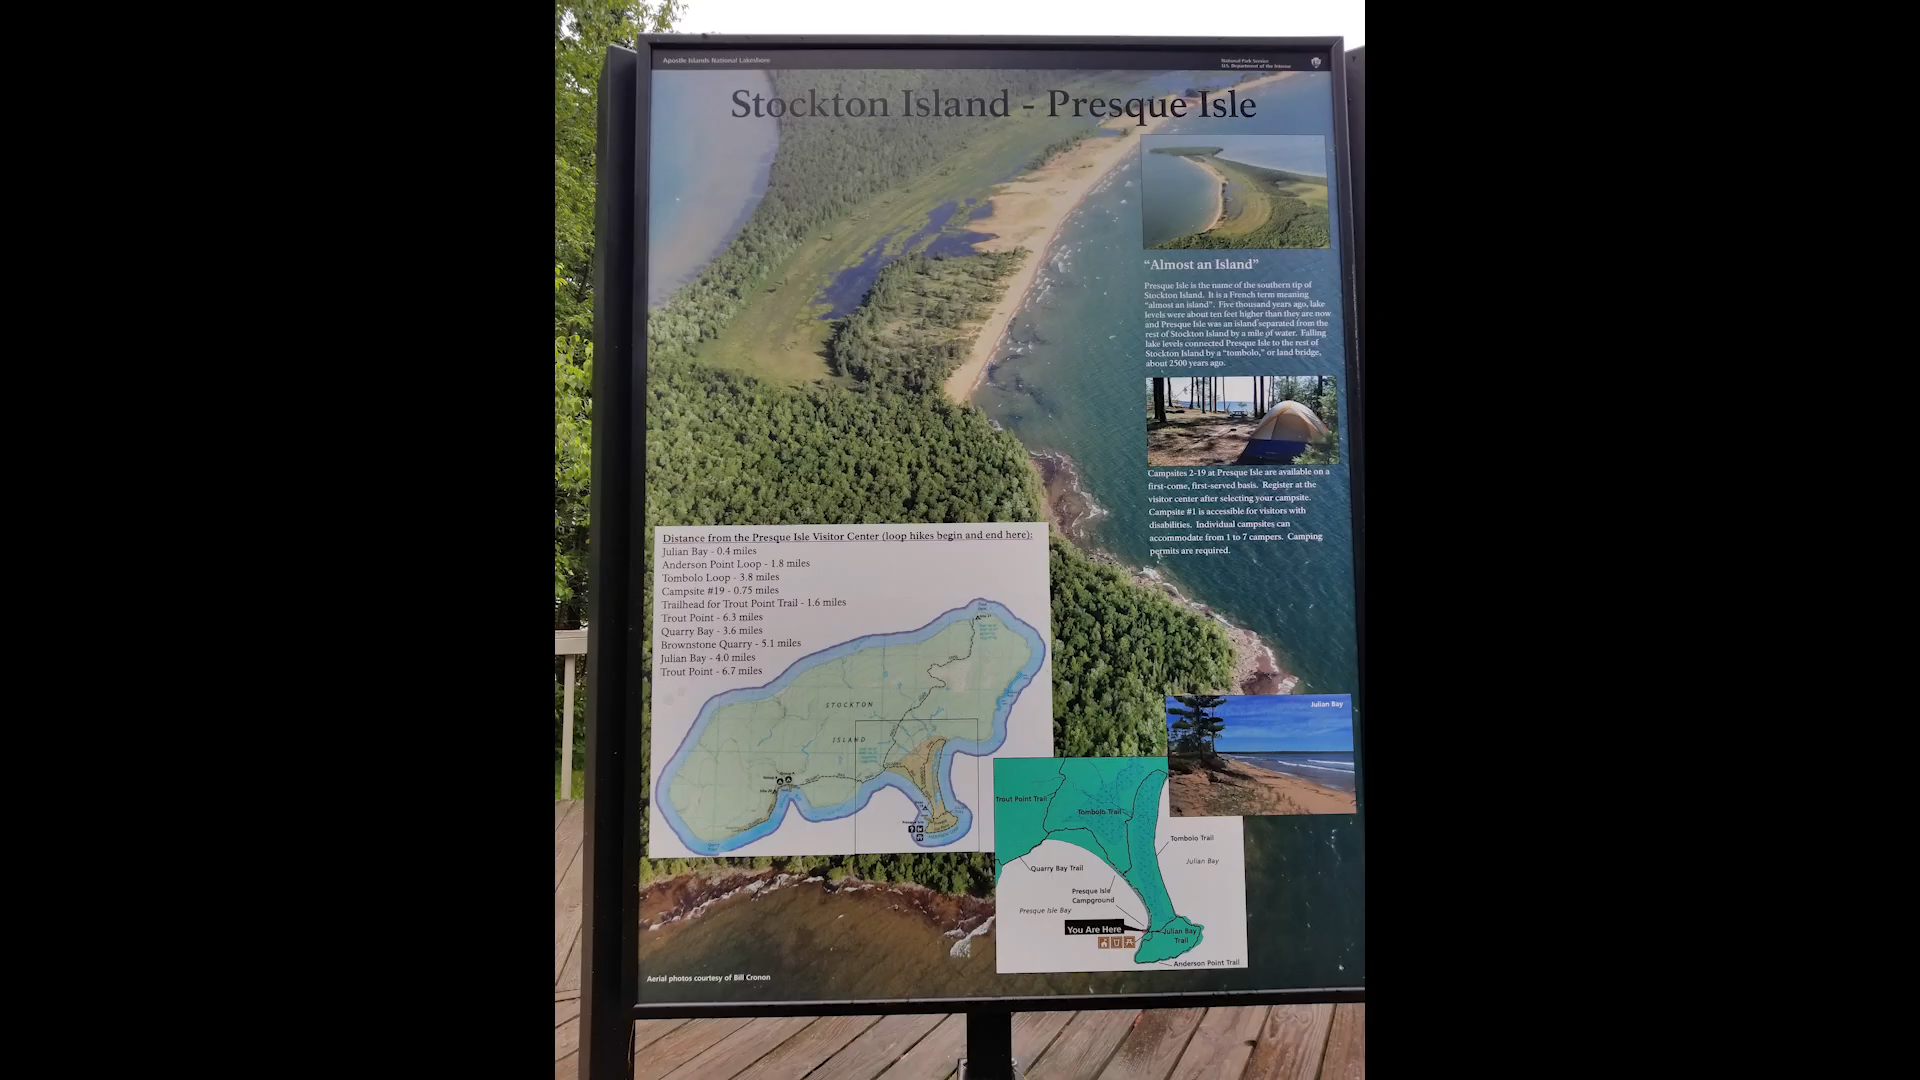 Apostle Islands National Lakeshore
National Park Service
U.S. Department of the Interior
Stockton Island - Presque Isle
“Almost an Island”
Presque Isle is the name of the southern tip of
Stockton Island. It is a French term meaning
“almost an island”. Five thousand years ago, lake
levels were about ten feet higher than they are now
and Presque Isle was an island separated from the
rest of Stockton Island by a mile of water. Falling
lake levels connected Presque Isle to the rest of
Stockton Island by a “tombolo,” or land bridge,
about 2500 years ago.
Campsites 2-19 at Presque Isle are available on a
first-come, first-served basis. Register at the
visitor center after selecting your campsite.
Campsite #1 is accessible for visitors with
disabilities. Individual campsites can
accommodate from 1 to 7 campers. Camping
permits are required.
Distance from the Presque Isle Visitor Center (loop hikes begin and end here):
Julian Bay - 0.4 miles
Anderson Point Loop - 1.8 miles
Tombolo Loop - 3.8 miles
Campsite #19 - 0.75 miles
Trailhead for Trout Point Trail - 1.6 miles
Trout Point - 6.3 miles
Quarry Bay - 3.6 miles
Brownstone Quarry - 5.1 miles
Julian Bay - 4.0 miles
Trout Point - 6.7 miles
STOCKTON
ISLAND
Julian Bay
Trout Point Trail
Tombolo Trail
Tombolo Trail
Julian Bay
Quarry Bay Trail
Presque Isle
Campground
Presque Isle Bay
You Are Here
Julian Bay
Trail
Anderson Point Trail
Aerial photos courtesy of Bill Cronon